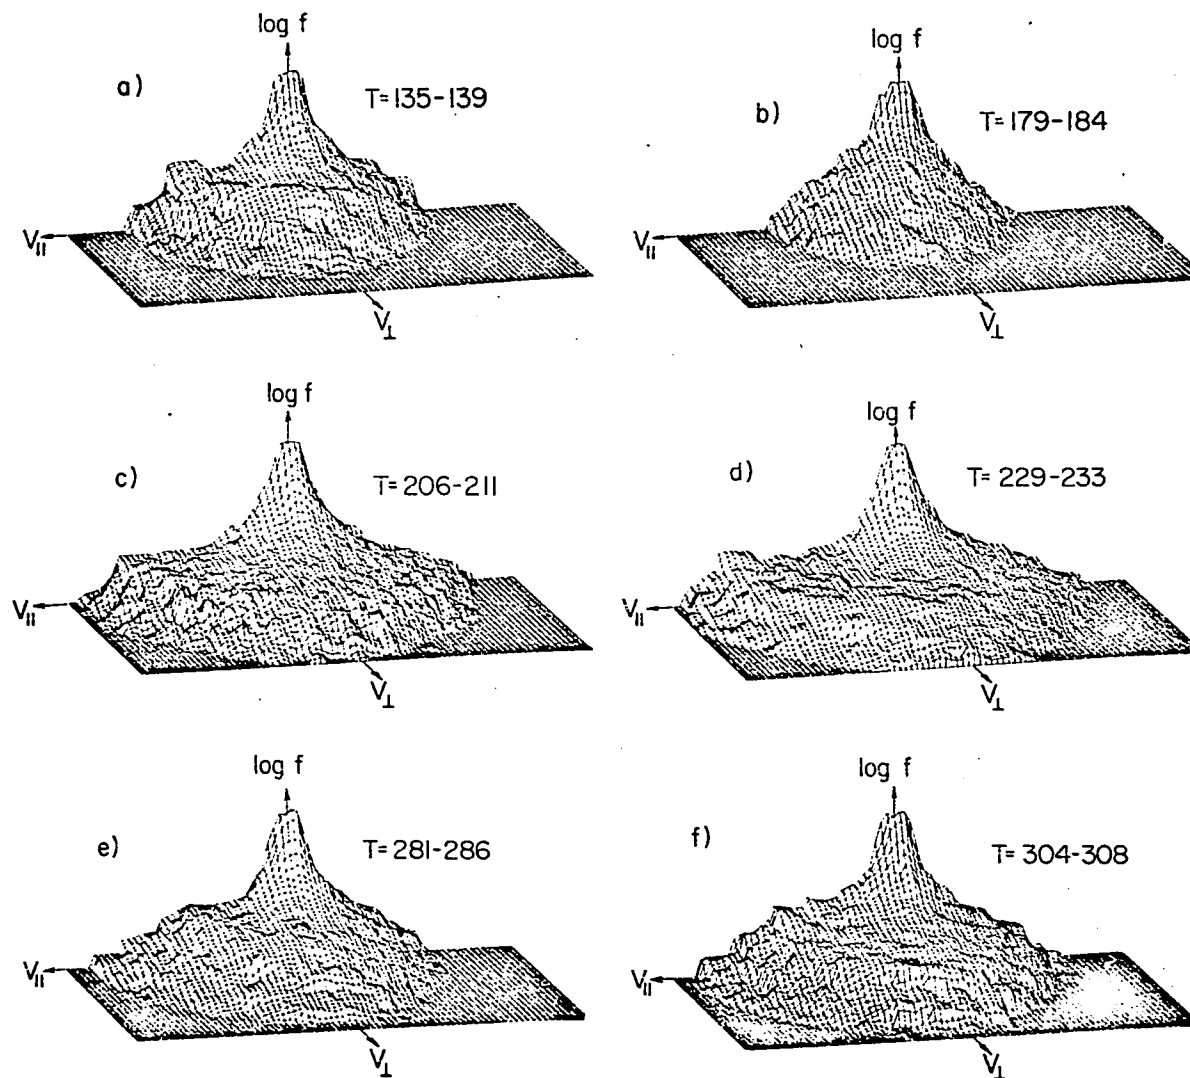 log f
a)
T=135-139
V||
V⊥
log f
b)
T=179-184
V||
V⊥
log f
c)
T=206-211
V||
V⊥
log f
d)
T=229-233
V||
V⊥
log f
e)
T=281-286
V||
V⊥
log f
f)
T=304-308
V||
V⊥